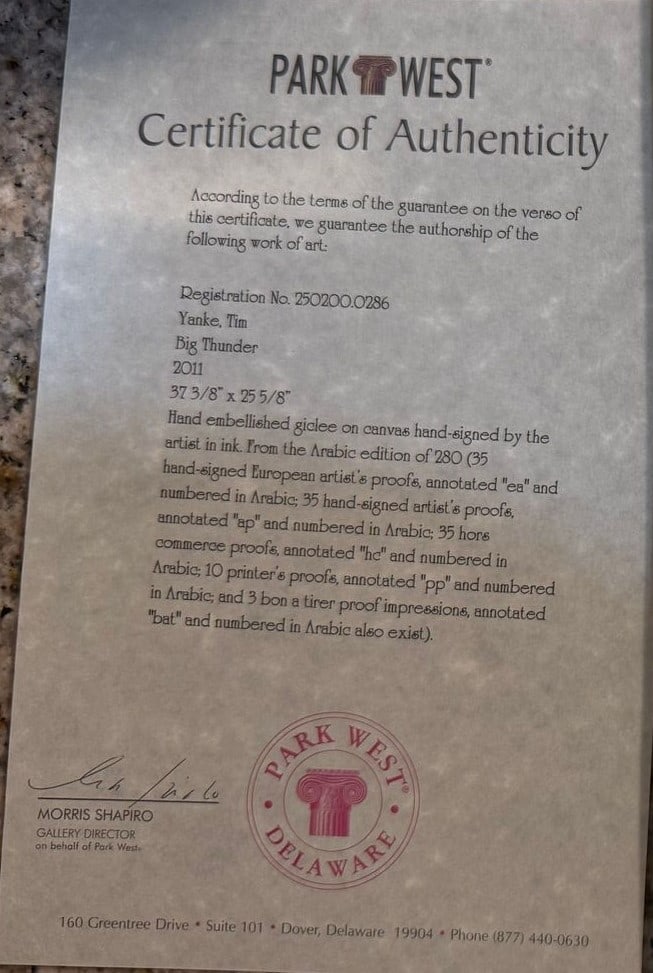 PARK WEST®
Certificate of Authenticity
According to the terms of the guarantee on the verso of
this certificate, we guarantee the authorship of the
following work of art:
Registration No. 250200.0286
Yanke, Tim
Big Thunder
2011
37 3/8" x 25 5/8"
Hand embellished giclee on canvas hand-signed by the
artist in ink. From the Arabic edition of 280 (35
hand-signed European artist's proofs, annotated "ea" and
numbered in Arabic; 35 hand-signed artist's proofs,
annotated "ap" and numbered in Arabic; 35 hors
commerce proofs, annotated "hc" and numbered in
Arabic; 10 printer's proofs, annotated "pp" and numbered
in Arabic; and 3 bon a tirer proof impressions, annotated
"bat" and numbered in Arabic also exist).
MORRIS SHAPIRO
GALLERY DIRECTOR
on behalf of Park West®
PARK WEST®
• DELAWARE •
160 Greentree Drive • Suite 101 • Dover, Delaware 19904 • Phone (877) 440-0630